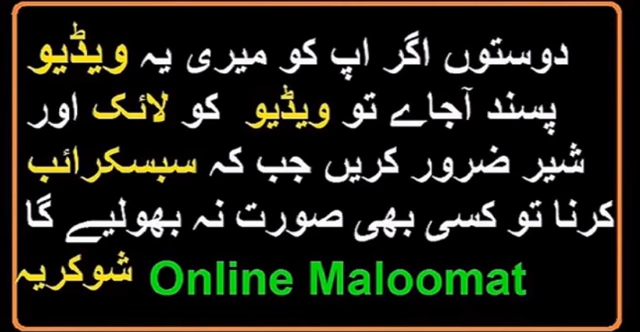 دوستوں اگر اپ کو میری یہ ویڈیو
پسند آجاے تو ویڈیو کو لائک اور
شیر ضرور کریں جب کہ سبسکرائب
کرنا تو کسی بھی صورت نہ بھولیے گا
شوکریہ Online Maloomat